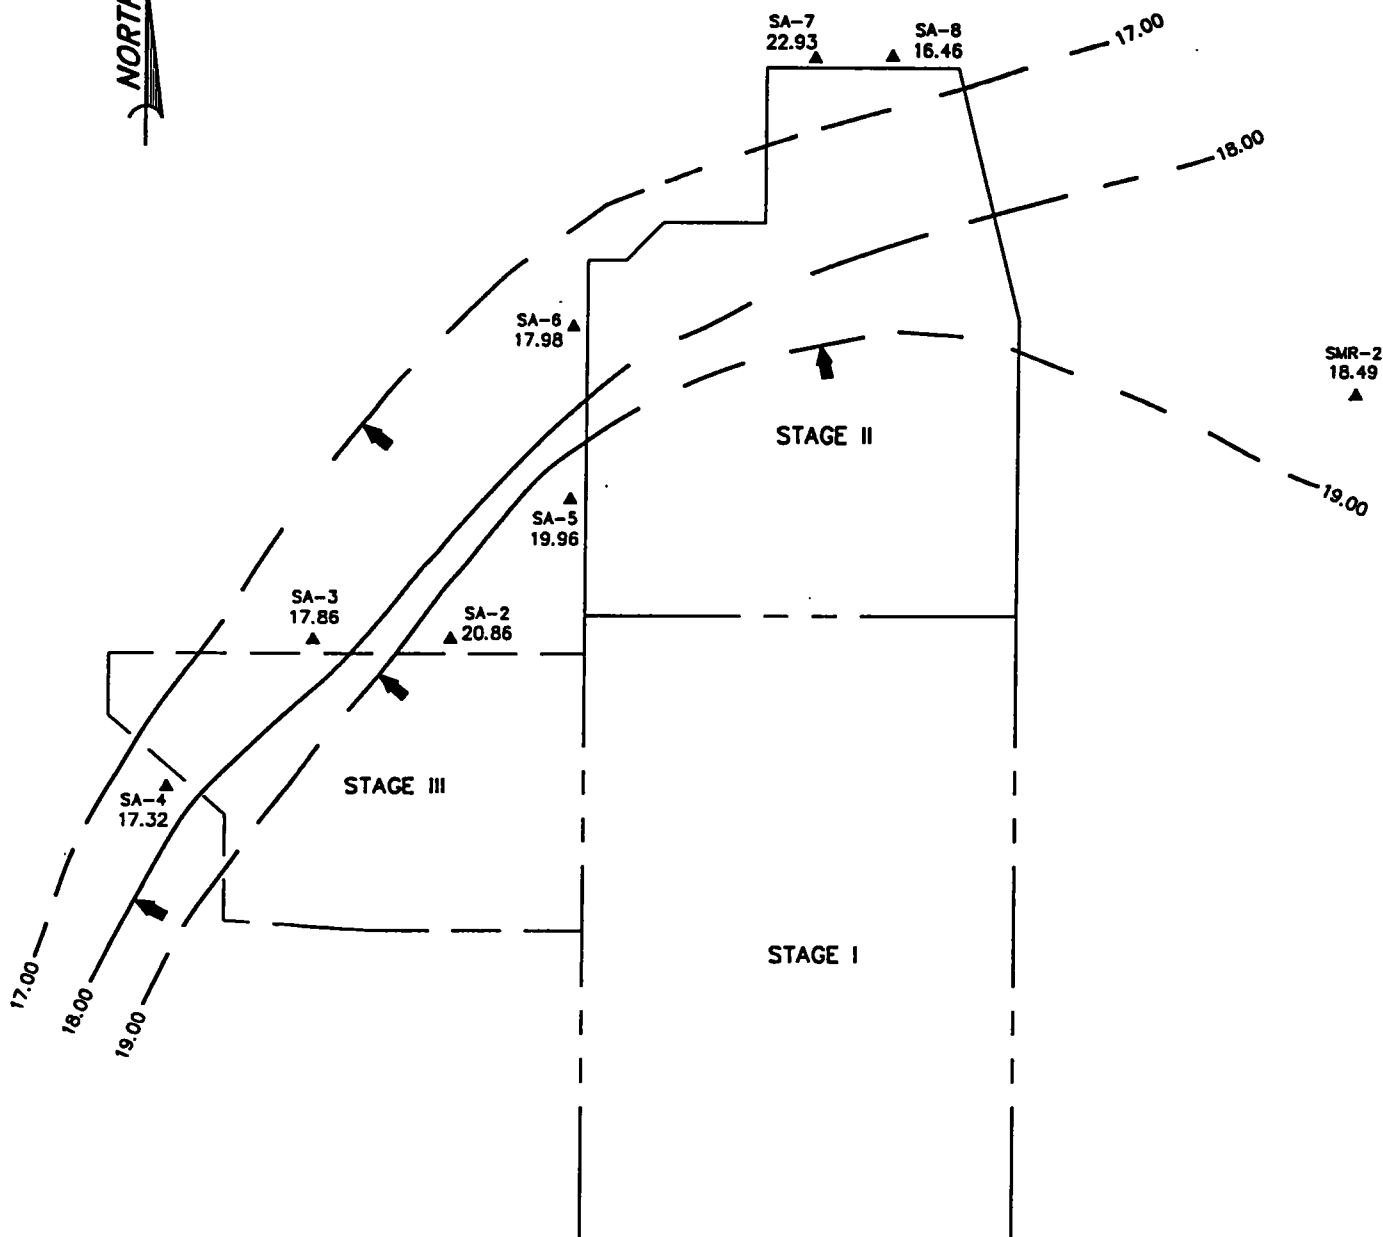 NORTH
SA-7
22.93
SA-8
16.46
17.00
18.00
SA-6
17.98
SMR-2
18.49
STAGE II
19.00
SA-5
19.96
SA-3
17.86
SA-2
20.86
STAGE III
SA-4
17.32
STAGE I
17.00
18.00
19.00